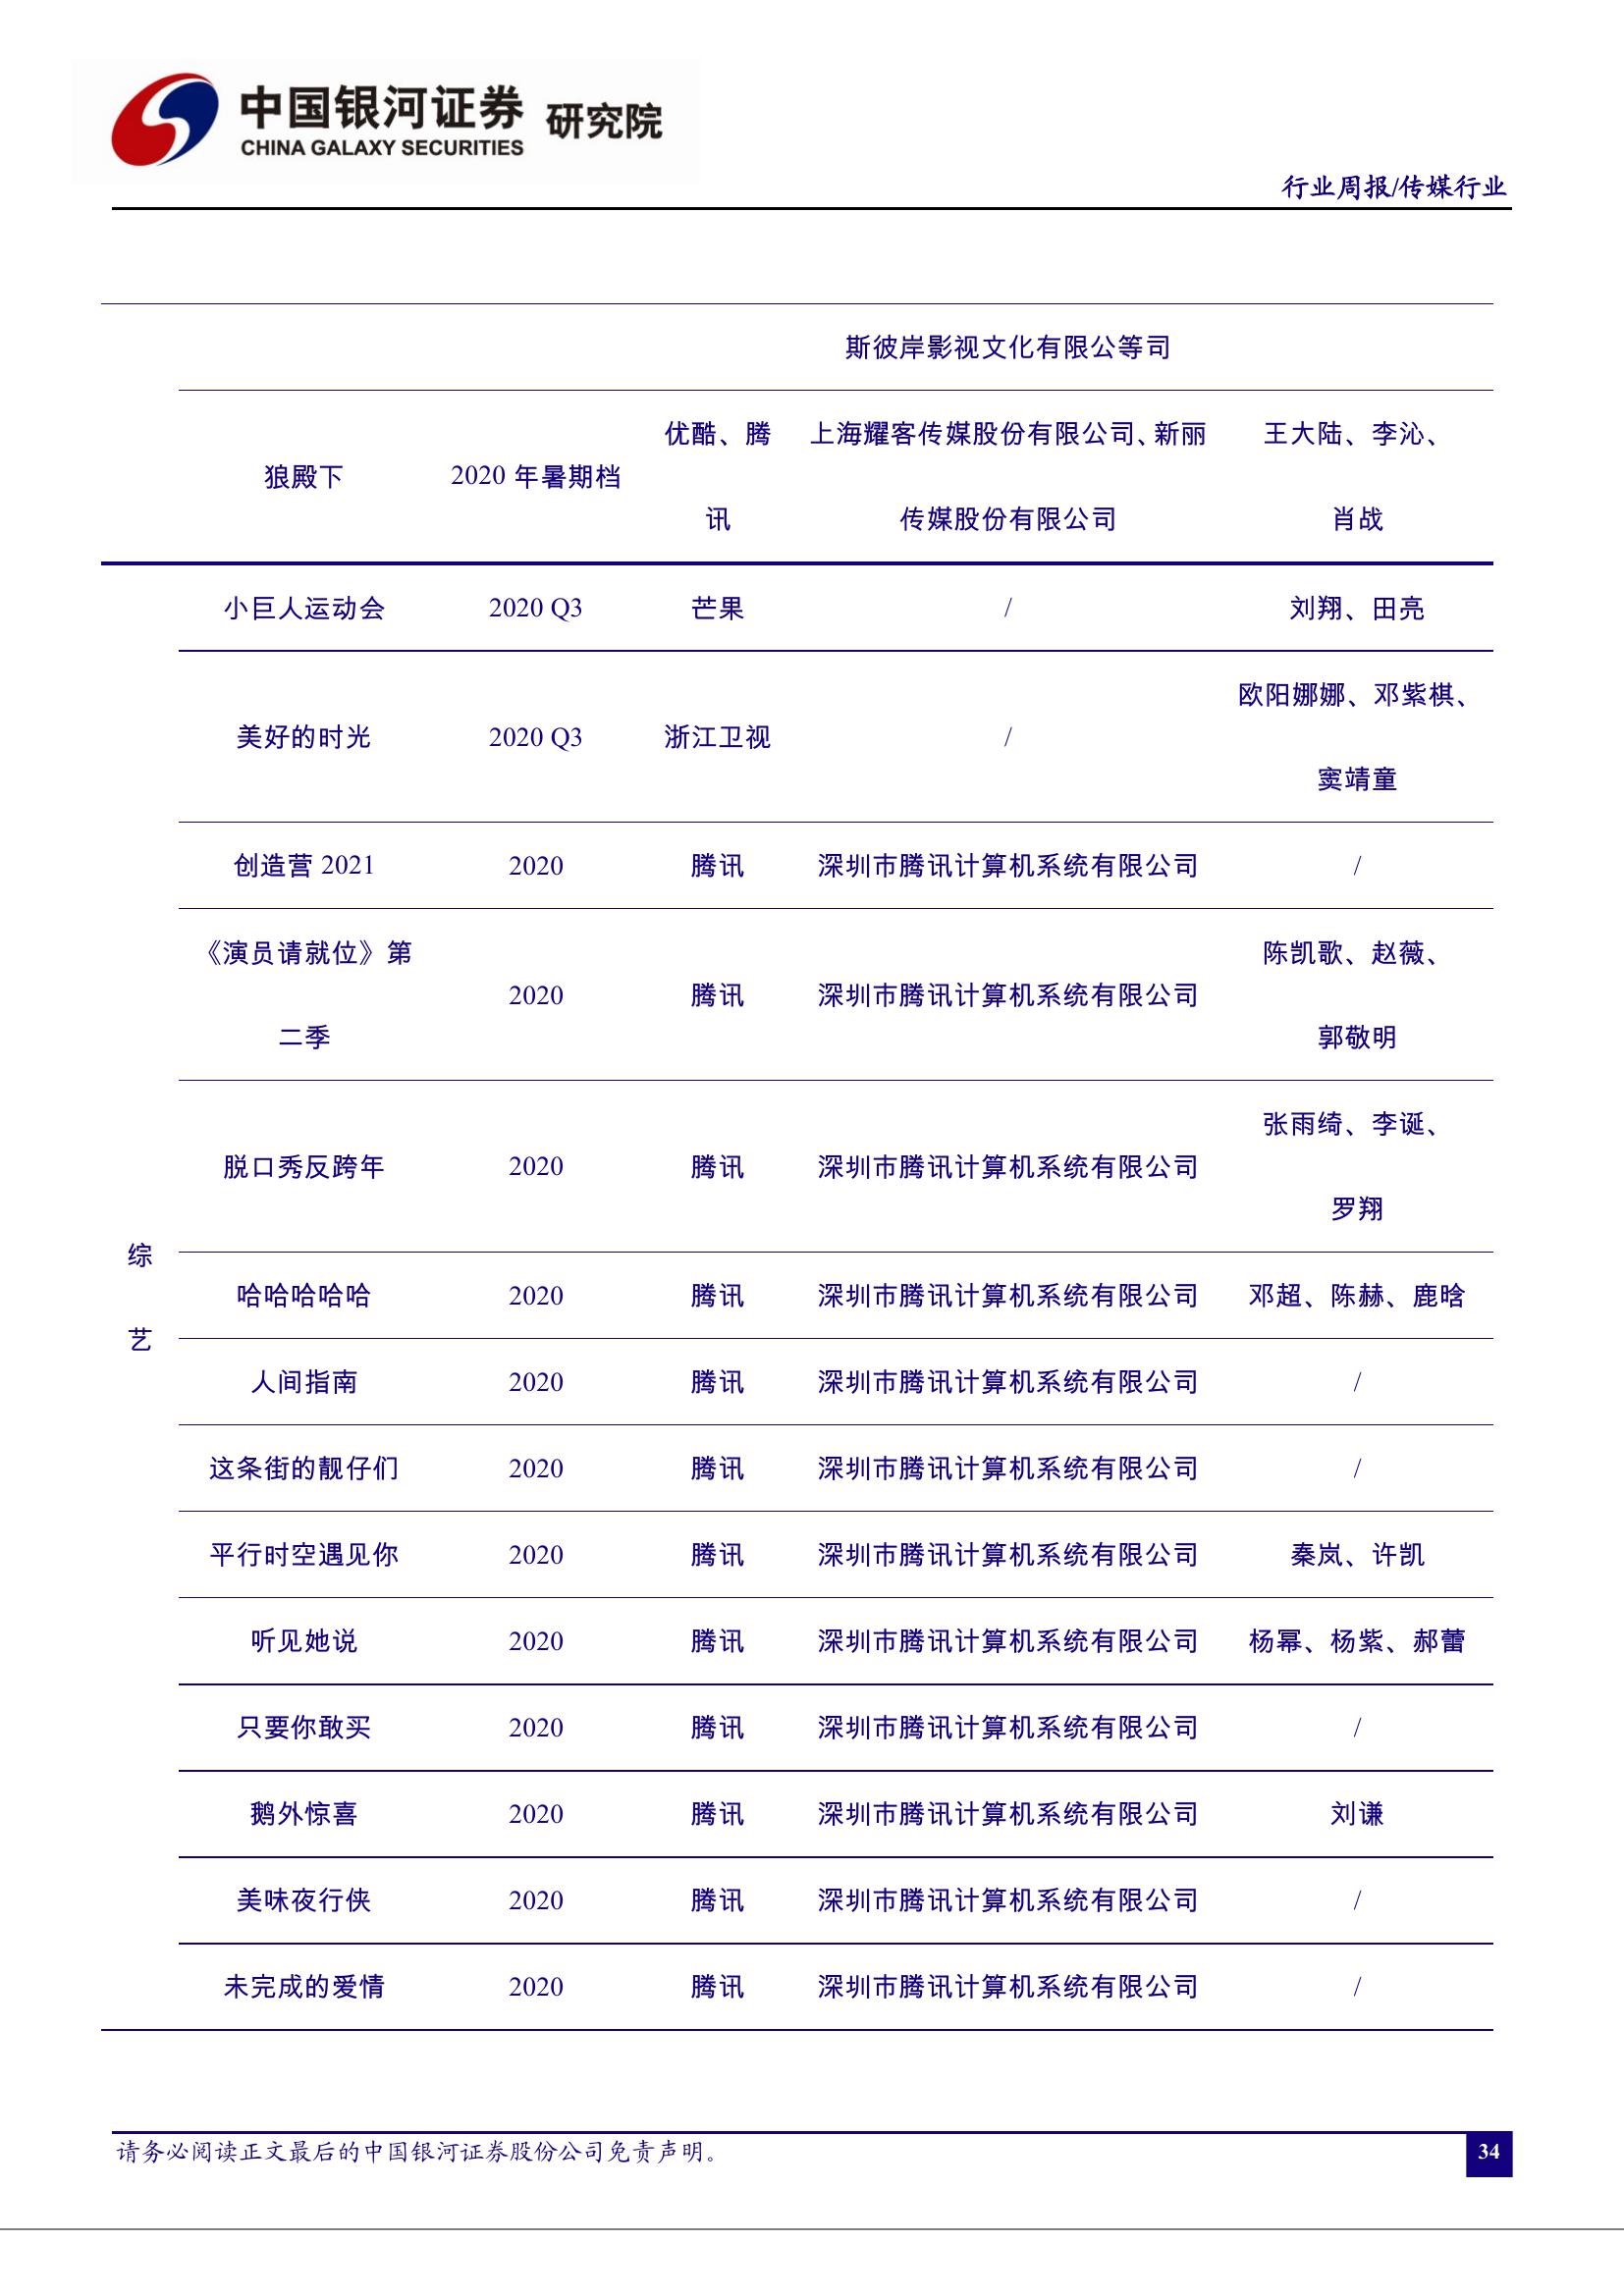 中国银河证券 研究院
CHINA GALAXY SECURITIES
行业周报/传媒行业
斯彼岸影视文化有限公等司
狼殿下 2020 年暑期档 优酷、腾讯 上海耀客传媒股份有限公司、新丽传媒股份有限公司 王大陆、李沁、肖战
综艺
小巨人运动会 2020 Q3 芒果 / 刘翔、田亮
美好的时光 2020 Q3 浙江卫视 / 欧阳娜娜、邓紫棋、窦靖童
创造营 2021 2020 腾讯 深圳市腾讯计算机系统有限公司 /
《演员请就位》第二季 2020 腾讯 深圳市腾讯计算机系统有限公司 陈凯歌、赵薇、郭敬明
脱口秀反跨年 2020 腾讯 深圳市腾讯计算机系统有限公司 张雨绮、李诞、罗翔
哈哈哈哈哈 2020 腾讯 深圳市腾讯计算机系统有限公司 邓超、陈赫、鹿晗
人间指南 2020 腾讯 深圳市腾讯计算机系统有限公司 /
这条街的靓仔们 2020 腾讯 深圳市腾讯计算机系统有限公司 /
平行时空遇见你 2020 腾讯 深圳市腾讯计算机系统有限公司 秦岚、许凯
听见她说 2020 腾讯 深圳市腾讯计算机系统有限公司 杨幂、杨紫、郝蕾
只要你敢买 2020 腾讯 深圳市腾讯计算机系统有限公司 /
鹅外惊喜 2020 腾讯 深圳市腾讯计算机系统有限公司 刘谦
美味夜行侠 2020 腾讯 深圳市腾讯计算机系统有限公司 /
未完成的爱情 2020 腾讯 深圳市腾讯计算机系统有限公司 /
请务必阅读正文最后的中国银河证券股份公司免责声明。
34